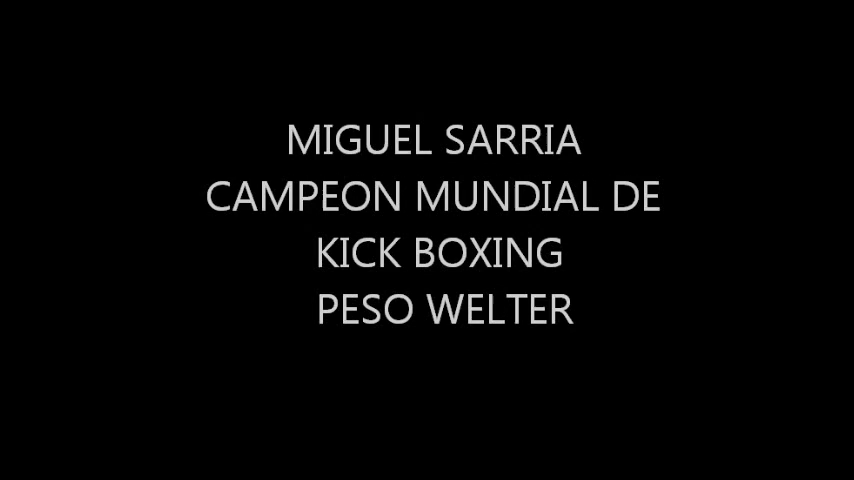 MIGUEL SARRIA
CAMPEON MUNDIAL DE
KICK BOXING
PESO WELTER